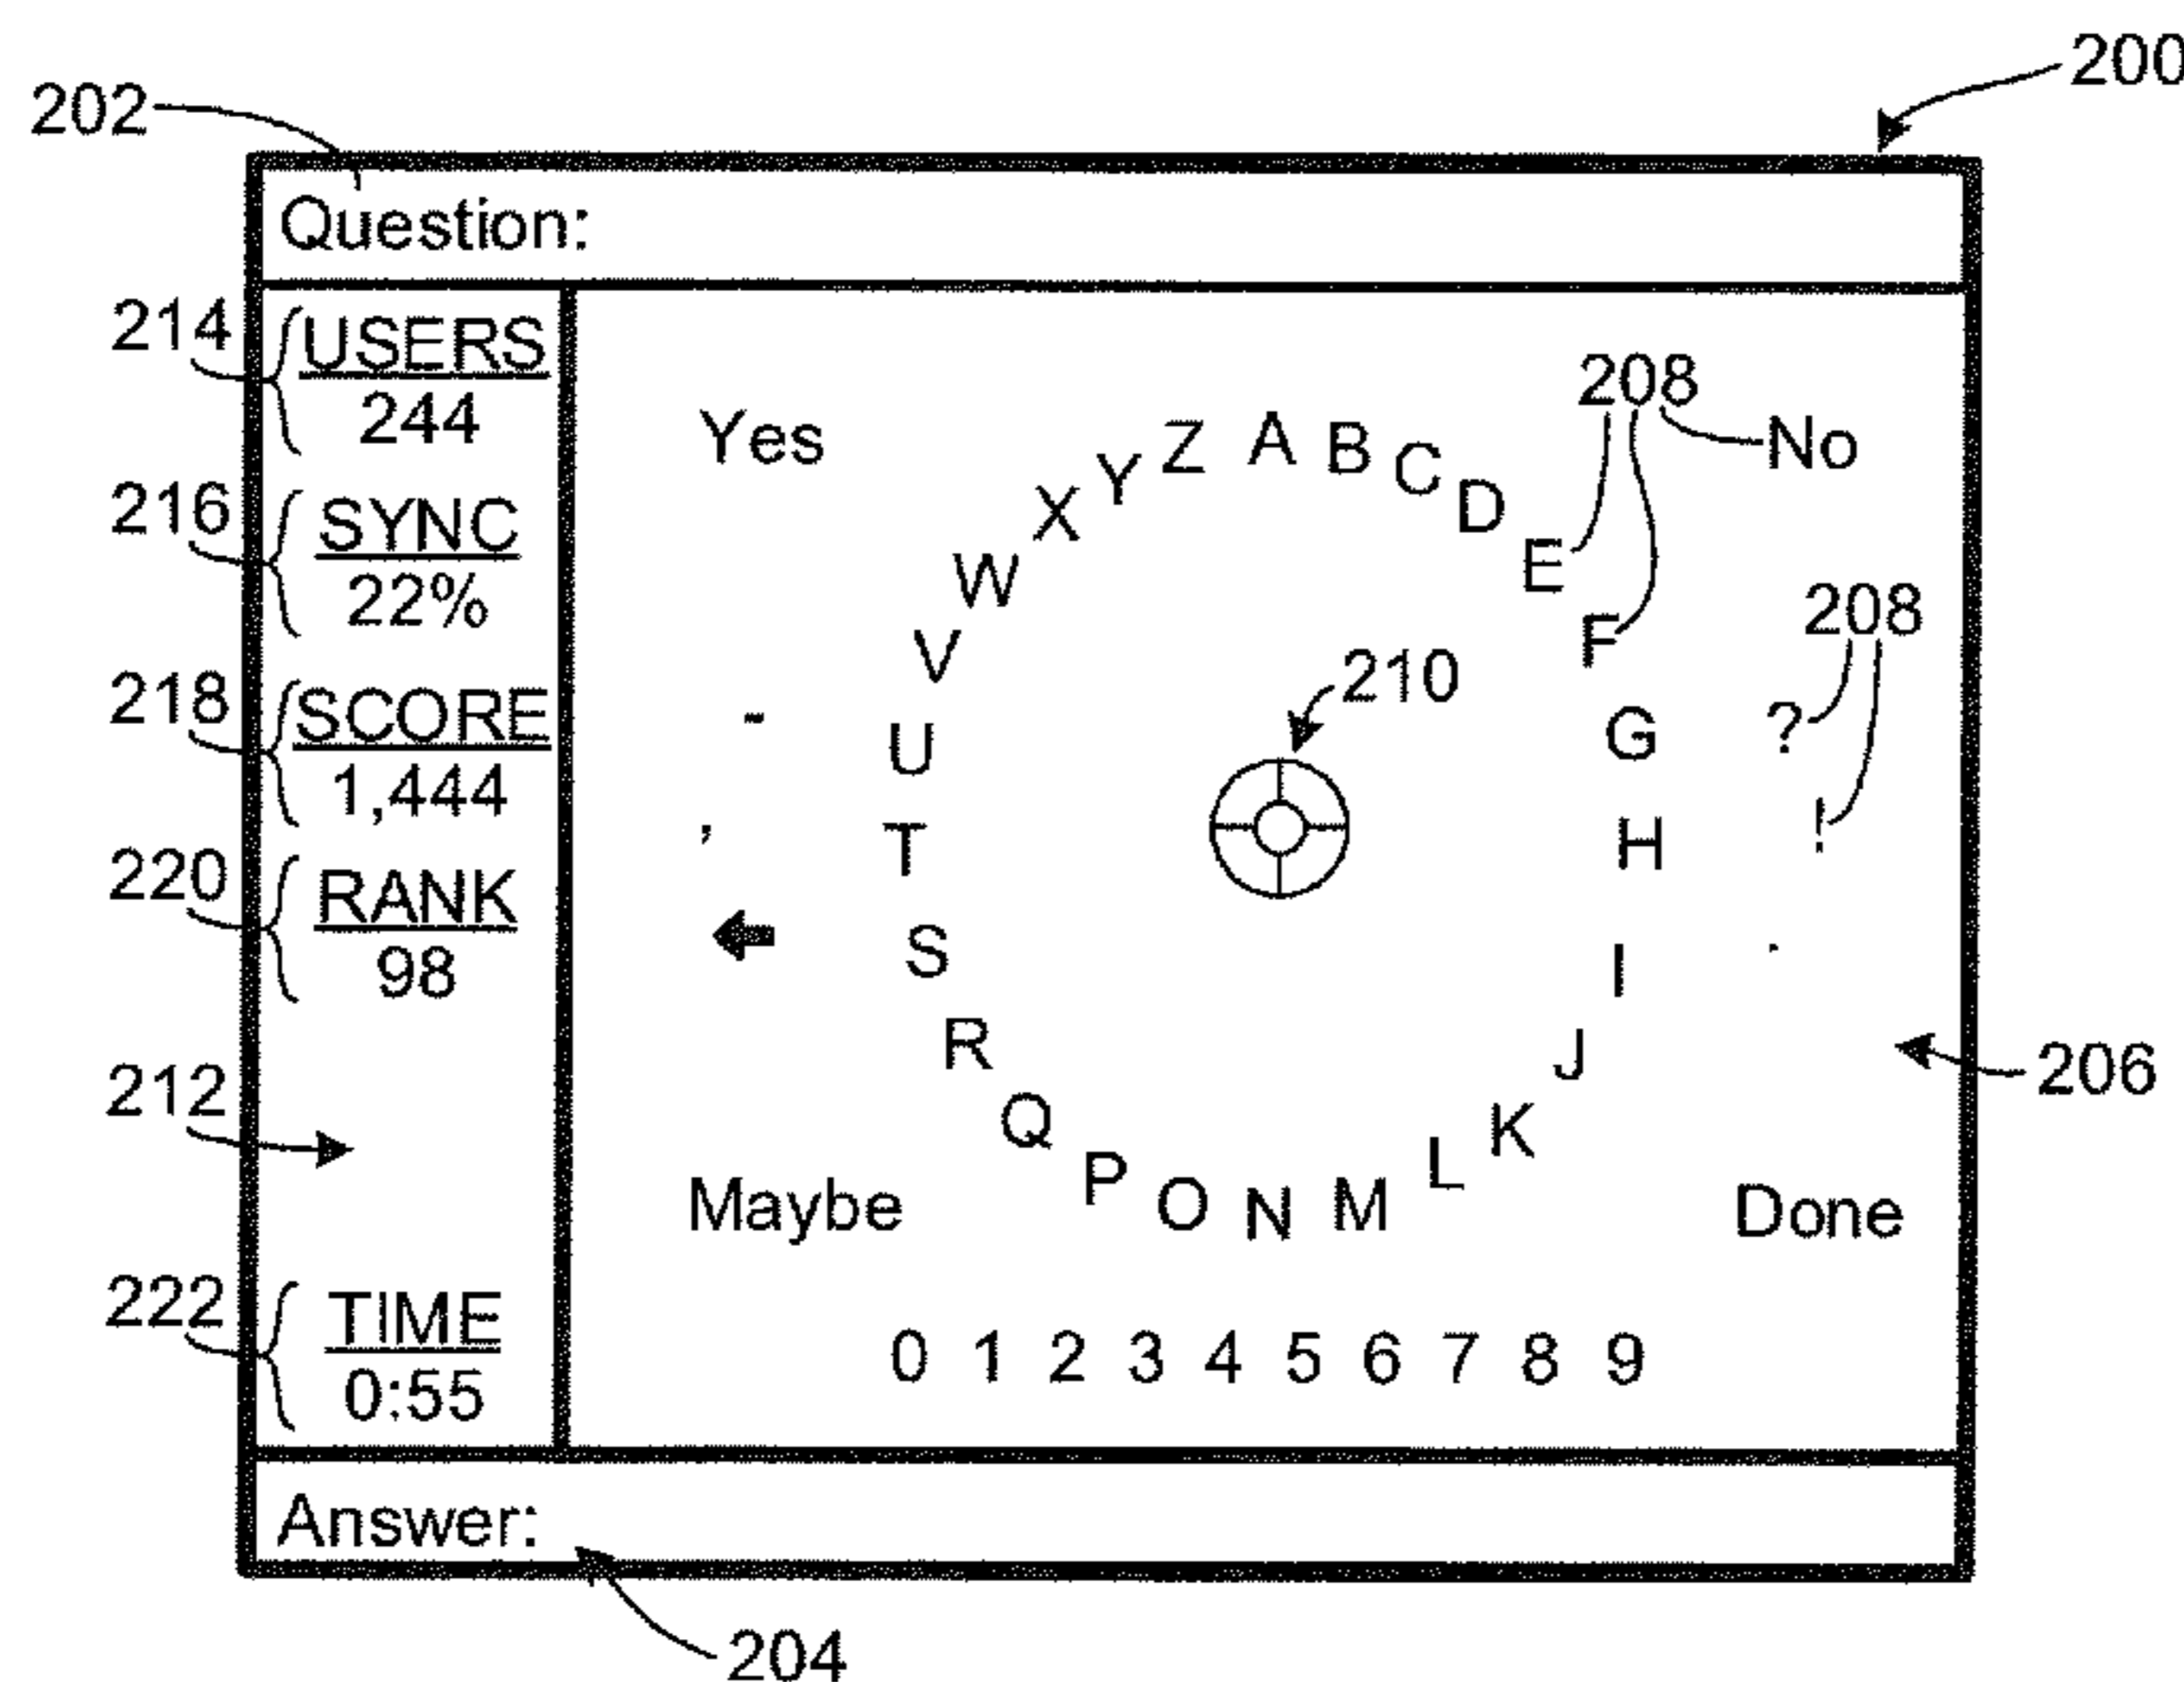 200
202
Question:
214
USERS
244
216
SYNC
22%
218
SCORE
1,444
220
RANK
98
212
222
TIME
0:55
Yes
208
No
A B C D E F G H I J K L M N O P Q R S T U V W X Y Z
208
?
!
.
-
,
210
206
Maybe
Done
0 1 2 3 4 5 6 7 8 9
Answer:
204